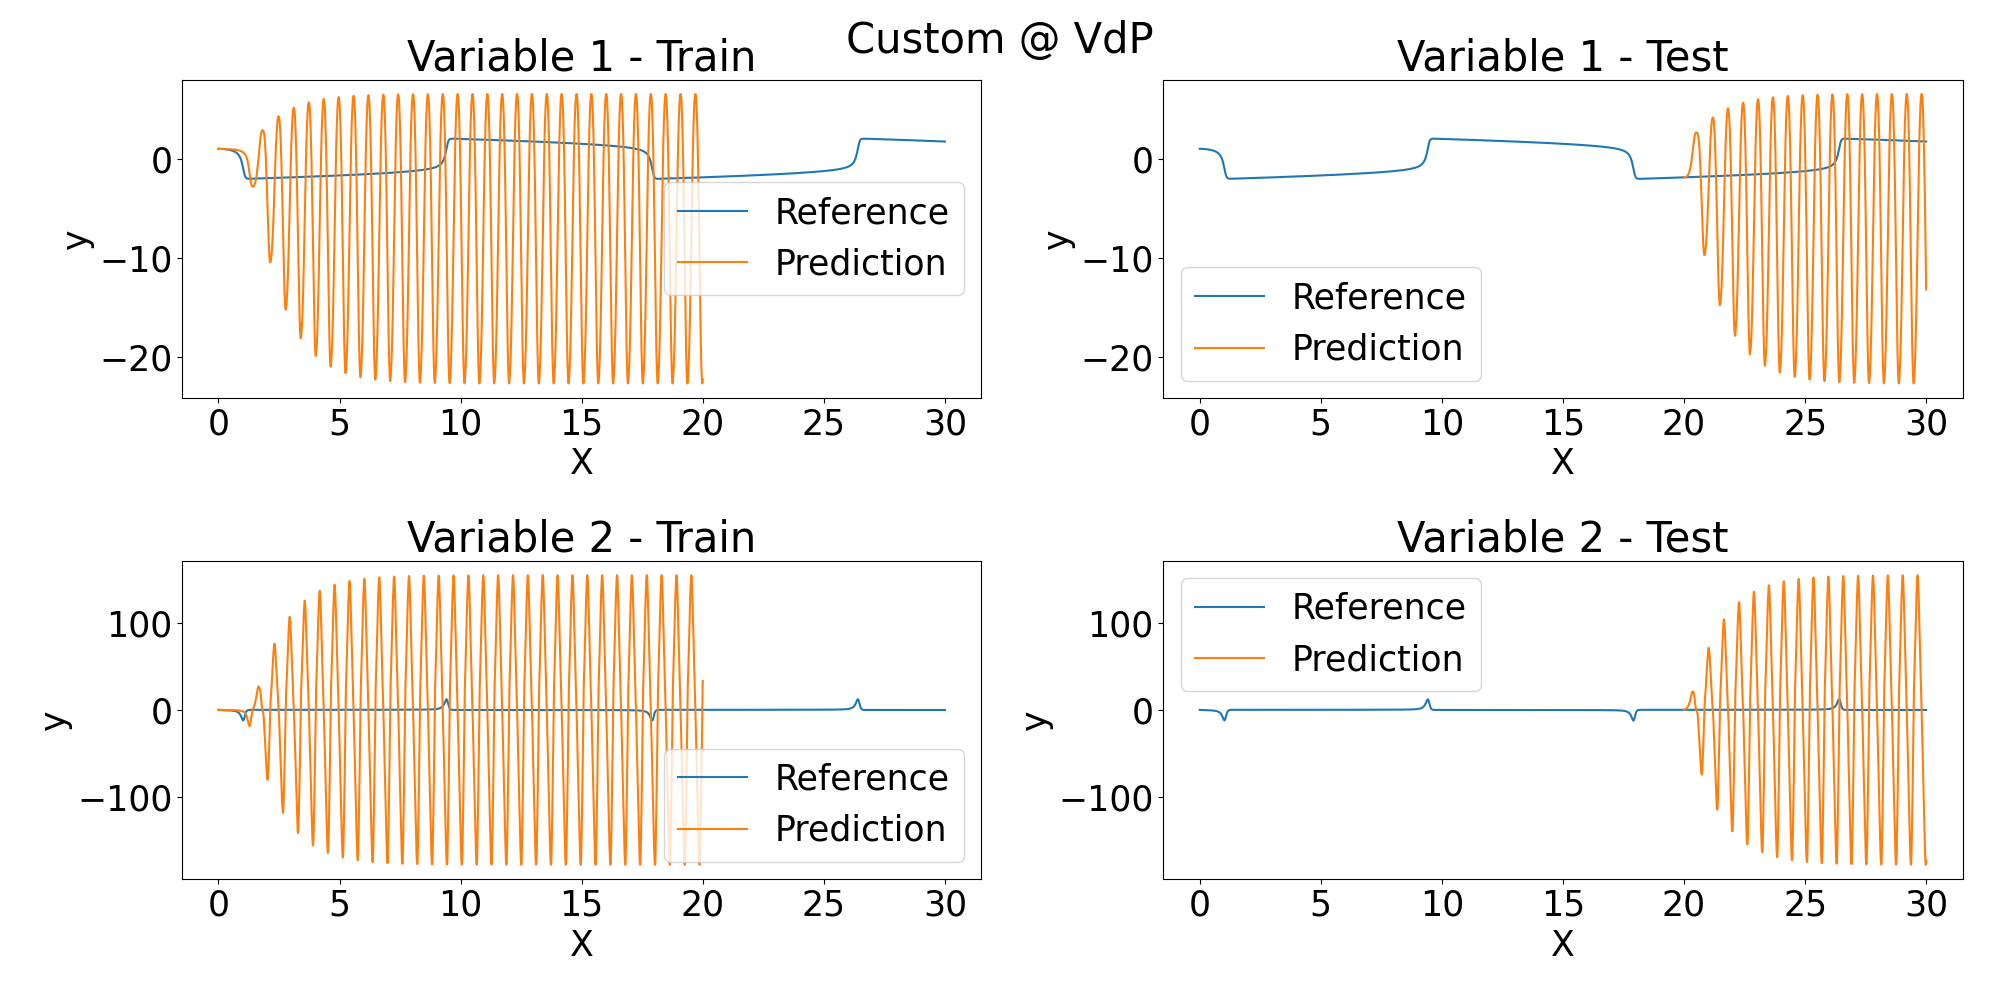 Custom @ VdP
Variable 1 - Train
0
−10
−20
y
Reference
Prediction
0 5 10 15 20 25 30
X
Variable 1 - Test
0
−10
−20
y
Reference
Prediction
0 5 10 15 20 25 30
X
Variable 2 - Train
100
0
−100
y
Reference
Prediction
0 5 10 15 20 25 30
X
Variable 2 - Test
100
0
−100
y
Reference
Prediction
0 5 10 15 20 25 30
X